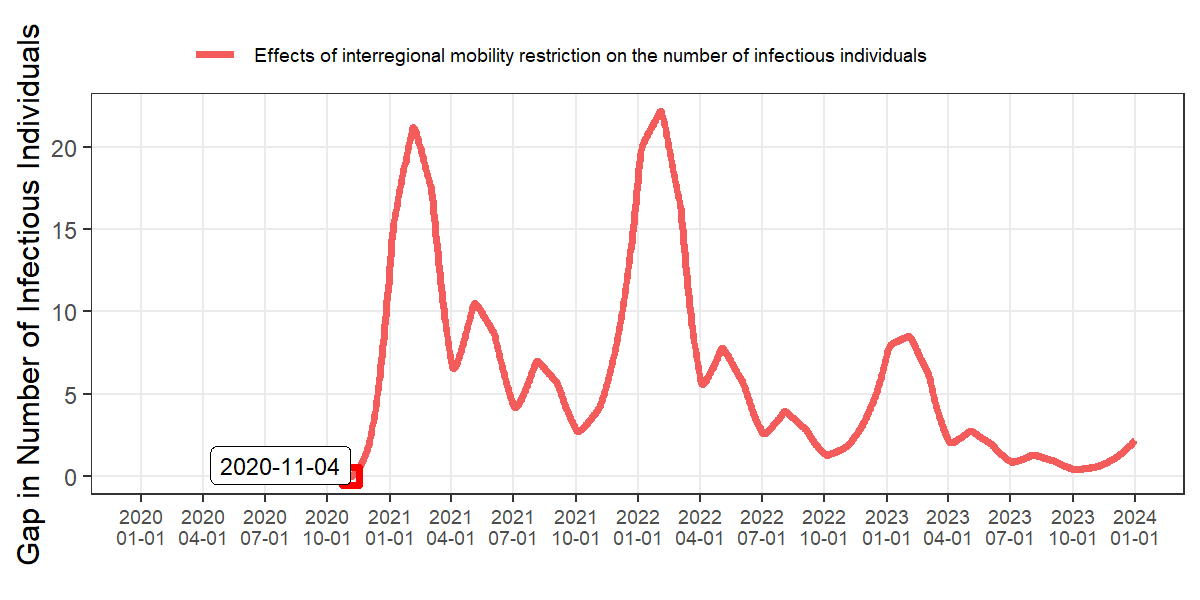 Effects of interregional mobility restriction on the number of infectious individuals
Gap in Number of Infectious Individuals
20
15
10
5
0
2020-11-04
2020 2020 2020 2020 2021 2021 2021 2021 2022 2022 2022 2022 2023 2023 2023 2023 2024
01-01 04-01 07-01 10-01 01-01 04-01 07-01 10-01 01-01 04-01 07-01 10-01 01-01 04-01 07-01 10-01 01-01